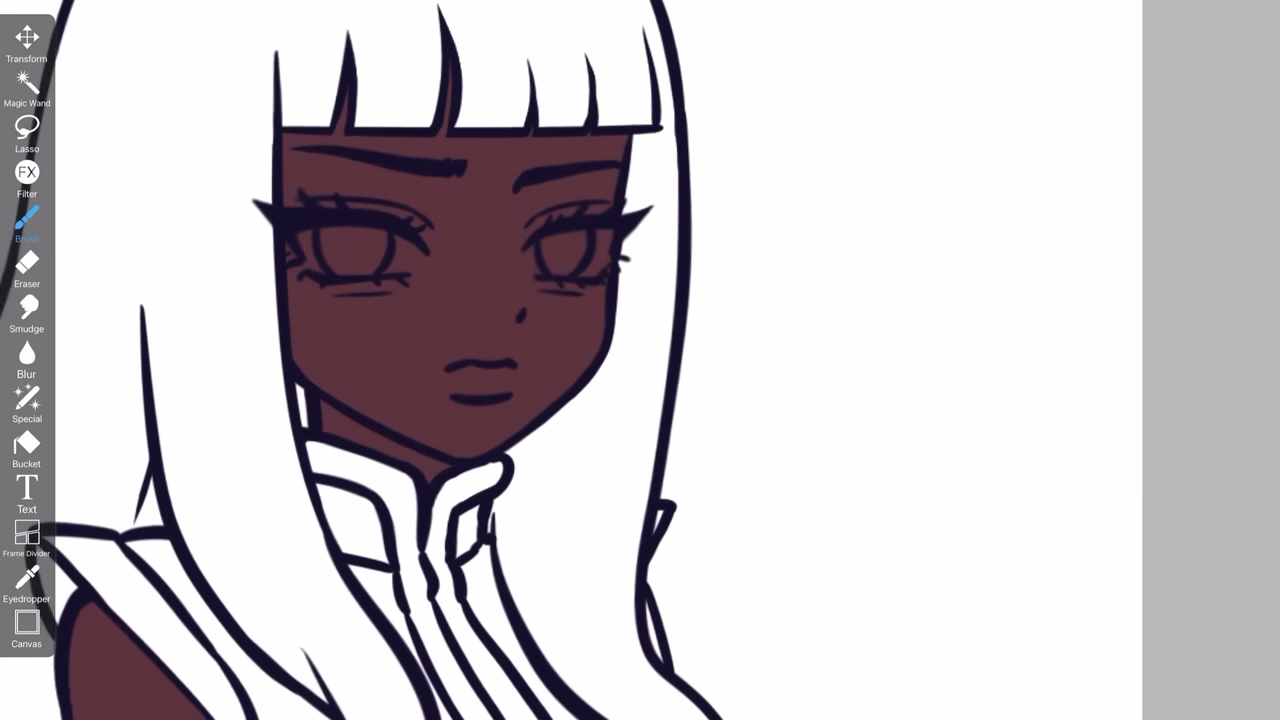 Transform
Magic Wand
Lasso
FX
Filter
Brush
Eraser
Smudge
Blur
Special
Bucket
T
Text
Frame Divider
Eyedropper
Canvas